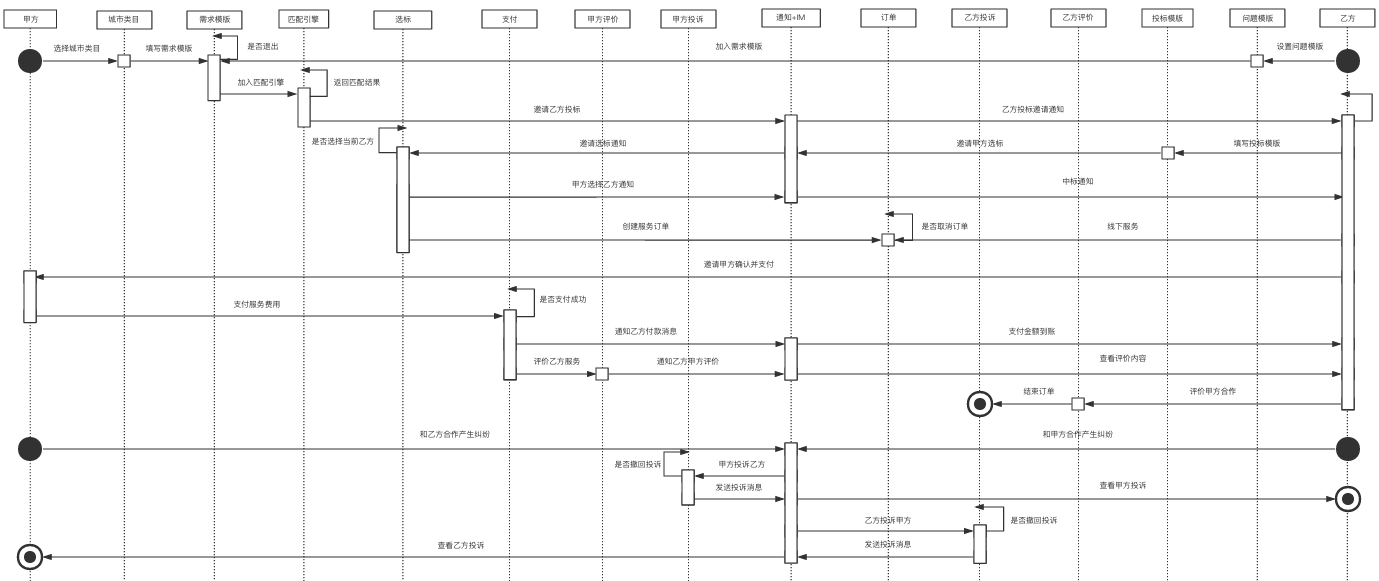 甲方
城市类目
需求模版
匹配引擎
选标
支付
甲方评价
甲方投诉
通知+IM
订单
乙方投诉
乙方评价
投标模版
问题模版
乙方
选择城市类目
填写需求模版
是否退出
加入需求模版
设置问题模版
加入匹配引擎
返回匹配结果
邀请乙方投标
乙方投标邀请通知
是否选择当前乙方
邀请选标通知
邀请甲方选标
填写投标模版
甲方选择乙方通知
中标通知
创建服务订单
是否取消订单
线下服务
邀请甲方确认并支付
支付服务费用
是否支付成功
通知乙方付款消息
支付金额到账
评价乙方服务
通知乙方甲方评价
查看评价内容
结束订单
评价甲方合作
和乙方合作产生纠纷
和甲方合作产生纠纷
是否撤回投诉
甲方投诉乙方
发送投诉消息
查看甲方投诉
乙方投诉甲方
是否撤回投诉
查看乙方投诉
发送投诉消息